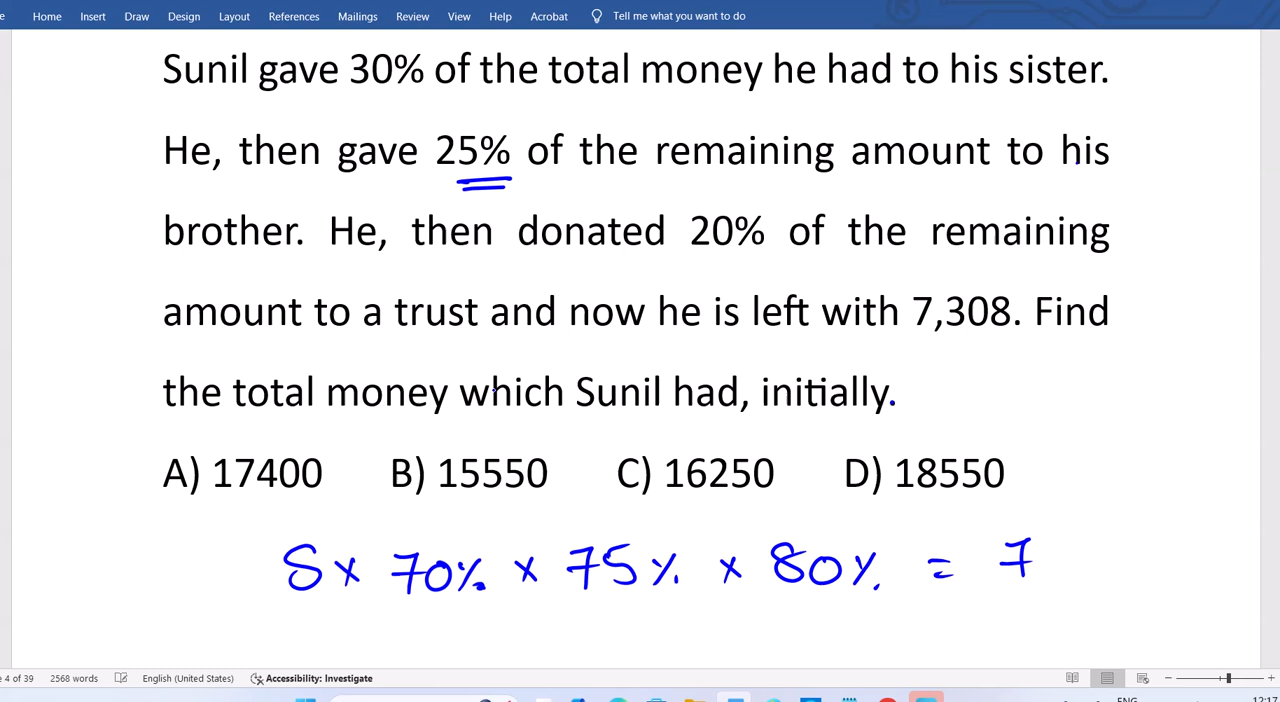 Home Insert Draw Design Layout References Mailings Review View Help Acrobat Tell me what you want to do
Sunil gave 30% of the total money he had to his sister.
He, then gave 25% of the remaining amount to his
brother. He, then donated 20% of the remaining
amount to a trust and now he is left with 7,308. Find
the total money which Sunil had, initially.
A) 17400 B) 15550 C) 16250 D) 18550
S x 70% x 75% x 80% = 7
4 of 39 2568 words English (United States) Accessibility: Investigate
ENG 12:17